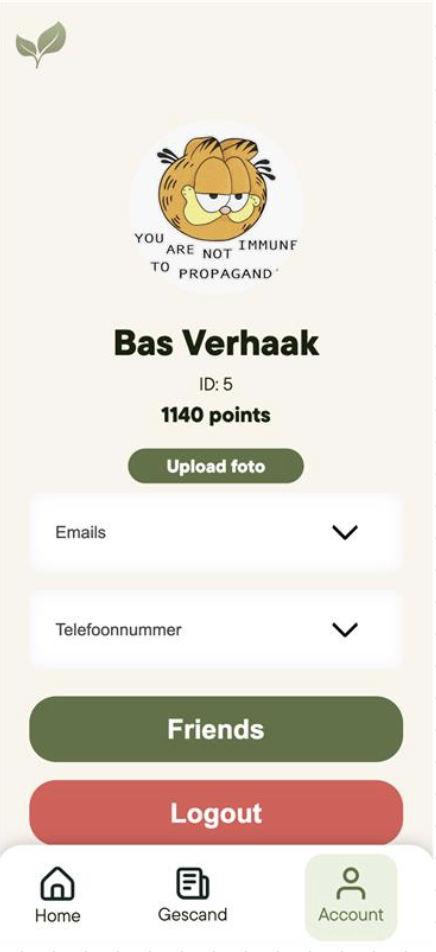 YOU ARE NOT IMMUNE
TO PROPAGAND
Bas Verhaak
ID: 5
1140 points
Upload foto
Emails
Telefoonnummer
Friends
Logout
Home
Gescand
Account